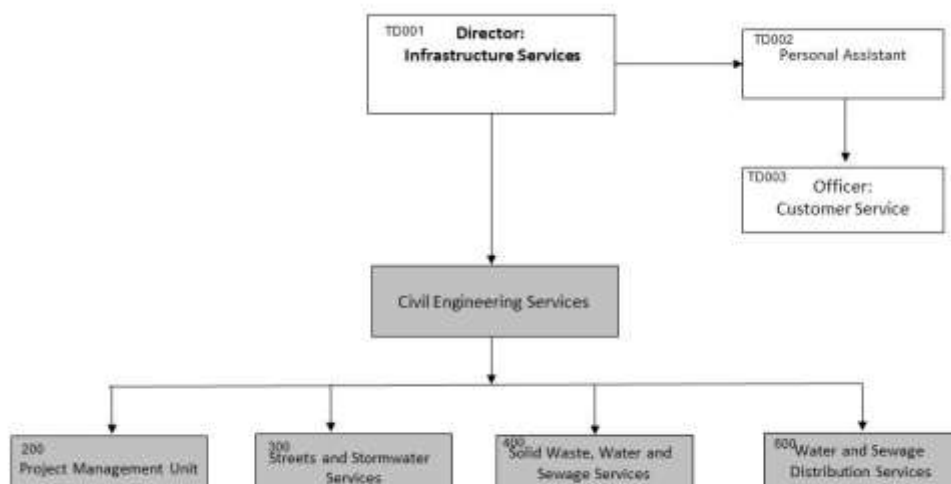 TD001
Director:
Infrastructure Services
TD002
Personal Assistant
TD003
Officer:
Customer Service
Civil Engineering Services
200
Project Management Unit
300
Streets and Stormwater
Services
400
Solid Waste, Water and
Sewage Services
Water and Sewage
Distribution Services